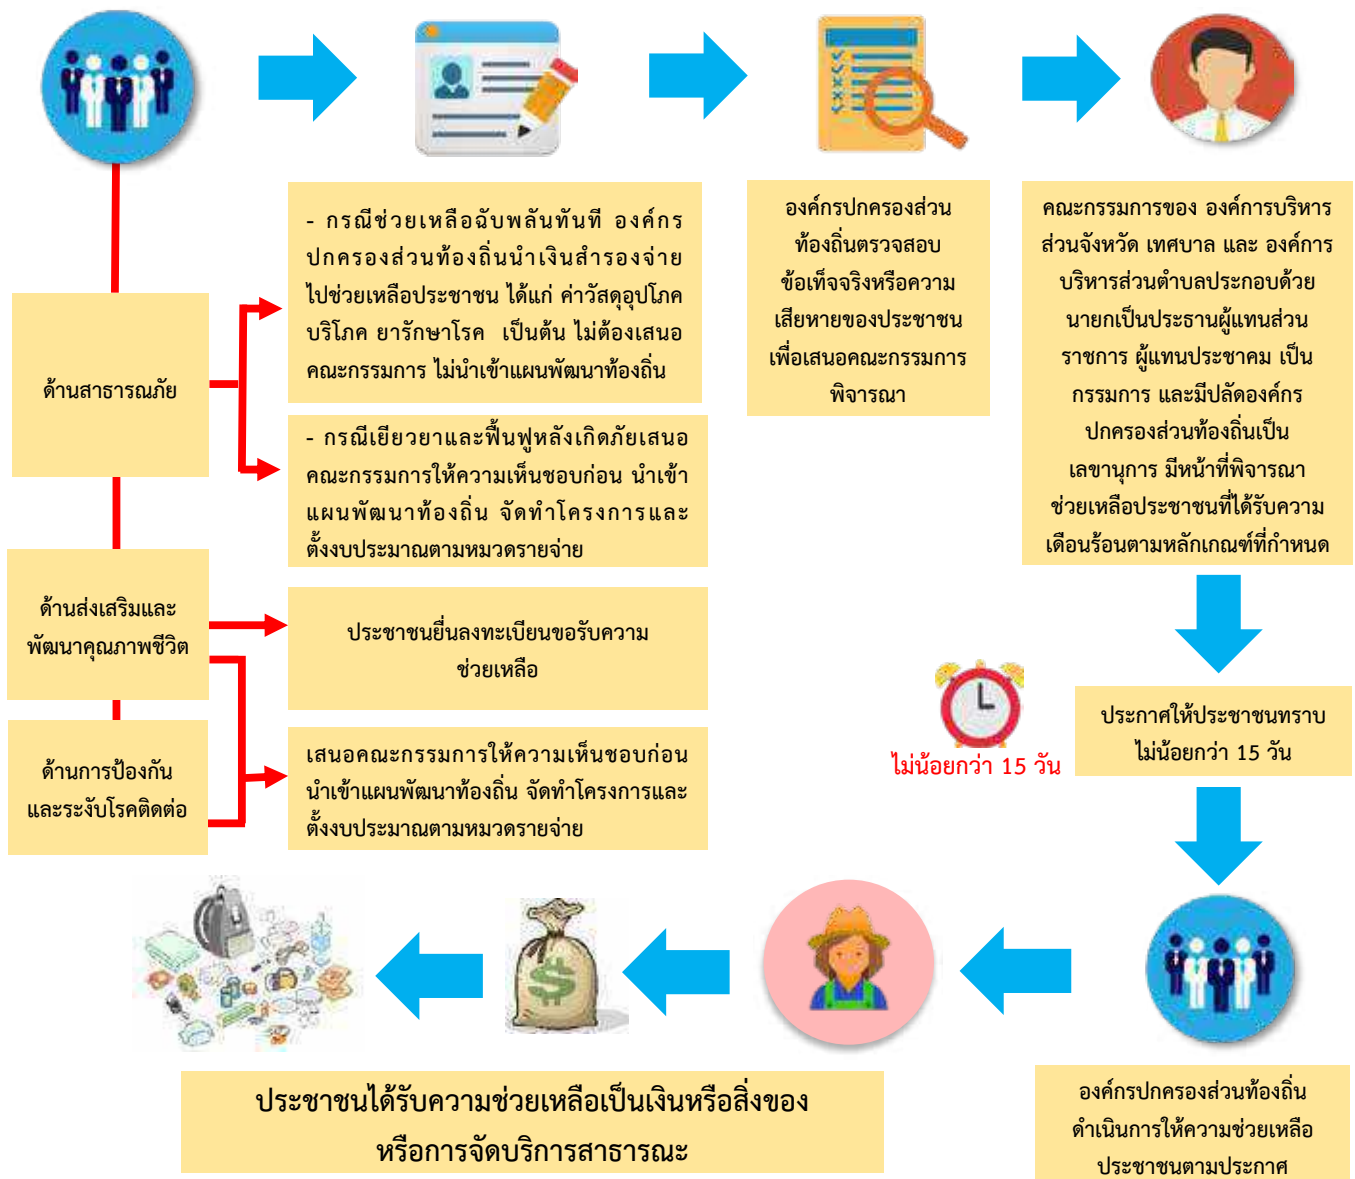 ด้านสาธารณภัย
- กรณีช่วยเหลือฉับพลันทันที องค์กร
ปกครองส่วนท้องถิ่นนำเงินสำรองจ่าย
ไปช่วยเหลือประชาชน ได้แก่ ค่าวัสดุอุปโภค
บริโภค ยารักษาโรค เป็นต้น ไม่ต้องเสนอ
คณะกรรมการ ไม่นำเข้าแผนพัฒนาท้องถิ่น
- กรณีเยียวยาและฟื้นฟูหลังเกิดภัยเสนอ
คณะกรรมการให้ความเห็นชอบก่อน นำเข้า
แผนพัฒนาท้องถิ่น จัดทำโครงการและ
ตั้งงบประมาณตามหมวดรายจ่าย
ด้านส่งเสริมและ
พัฒนาคุณภาพชีวิต
ประชาชนยื่นลงทะเบียนขอรับความ
ช่วยเหลือ
ด้านการป้องกัน
และระงับโรคติดต่อ
เสนอคณะกรรมการให้ความเห็นชอบก่อน
นำเข้าแผนพัฒนาท้องถิ่น จัดทำโครงการและ
ตั้งงบประมาณตามหมวดรายจ่าย
องค์กรปกครองส่วน
ท้องถิ่นตรวจสอบ
ข้อเท็จจริงหรือความ
เสียหายของประชาชน
เพื่อเสนอคณะกรรมการ
พิจารณา
คณะกรรมการของ องค์การบริหาร
ส่วนจังหวัด เทศบาล และ องค์การ
บริหารส่วนตำบลประกอบด้วย
นายกเป็นประธานผู้แทนส่วน
ราชการ ผู้แทนประชาคม เป็น
กรรมการ และมีปลัดองค์กร
ปกครองส่วนท้องถิ่นเป็น
เลขานุการ มีหน้าที่พิจารณา
ช่วยเหลือประชาชนที่ได้รับความ
เดือนร้อนตามหลักเกณฑ์ที่กำหนด
ไม่น้อยกว่า 15 วัน
ประกาศให้ประชาชนทราบ
ไม่น้อยกว่า 15 วัน
องค์กรปกครองส่วนท้องถิ่น
ดำเนินการให้ความช่วยเหลือ
ประชาชนตามประกาศ
ประชาชนได้รับความช่วยเหลือเป็นเงินหรือสิ่งของ
หรือการจัดบริการสาธารณะ